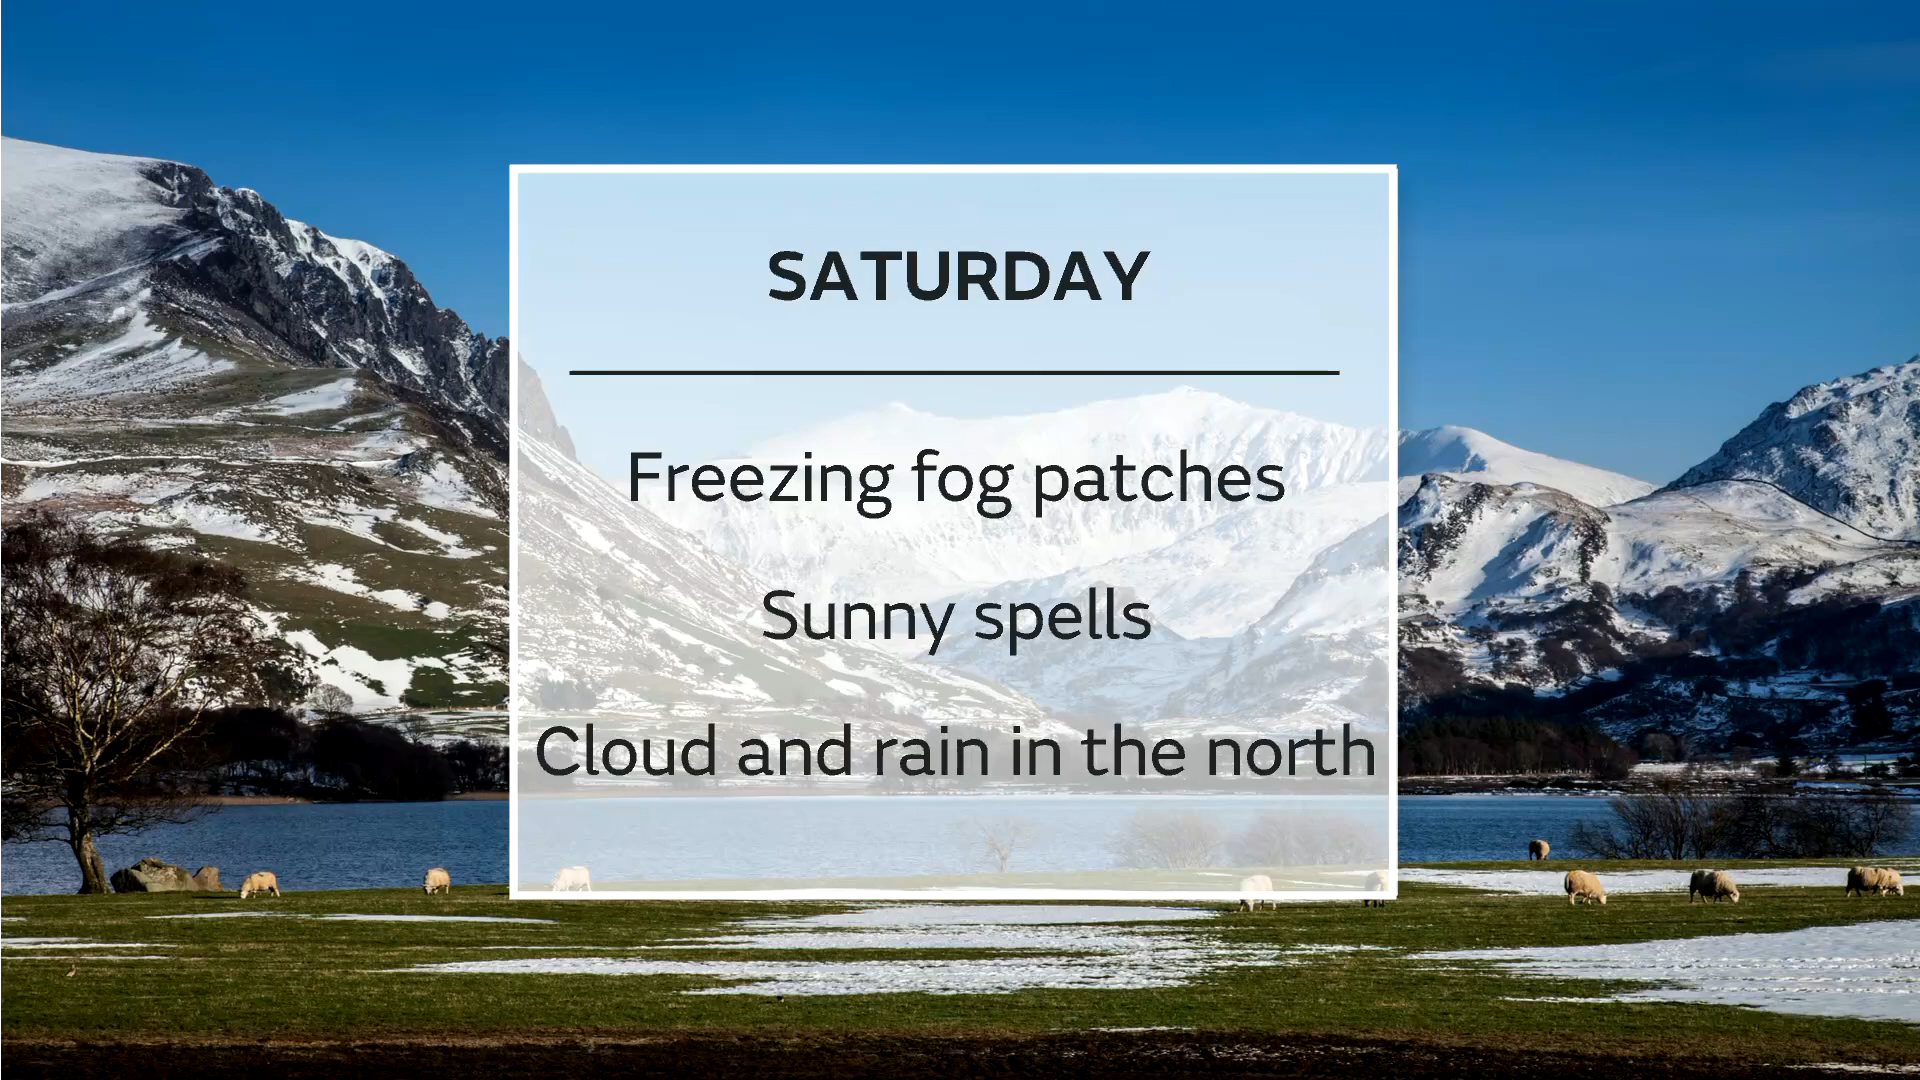 SATURDAY
Freezing fog patches
Sunny spells
Cloud and rain in the north